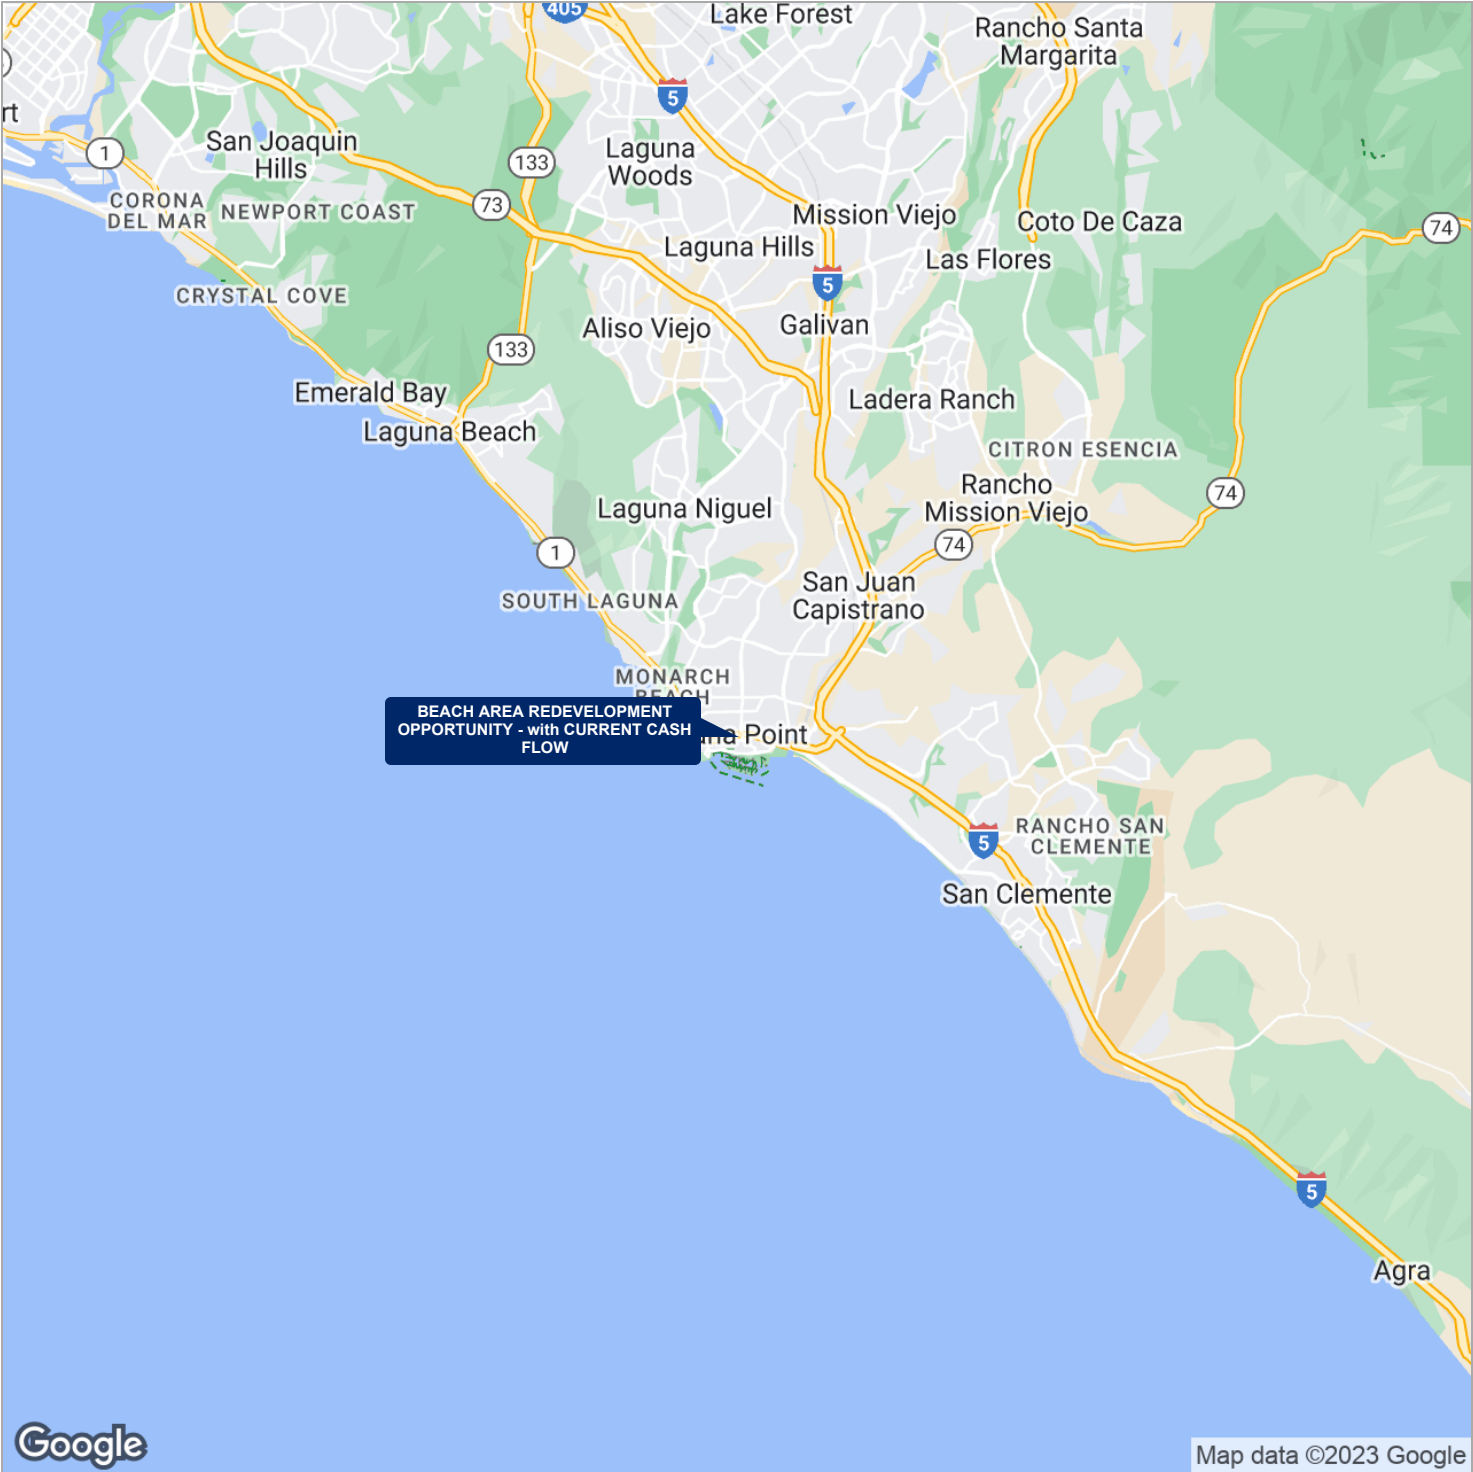 405
Lake Forest
Rancho Santa
Margarita
5
rt
1
San Joaquin
Hills
133
Laguna
Woods
CORONA
DEL MAR
NEWPORT COAST
73
Mission Viejo
Coto De Caza
74
Laguna Hills
Las Flores
5
CRYSTAL COVE
Aliso Viejo
Galivan
133
Emerald Bay
Ladera Ranch
Laguna Beach
CITRON ESENCIA
Rancho
Mission Viejo
74
Laguna Niguel
74
1
San Juan
Capistrano
SOUTH LAGUNA
MONARCH
BEACH
BEACH AREA REDEVELOPMENT
OPPORTUNITY - with CURRENT CASH
FLOW
na Point
RANCHO SAN
CLEMENTE
5
San Clemente
5
Agra
Google
Map data ©2023 Google